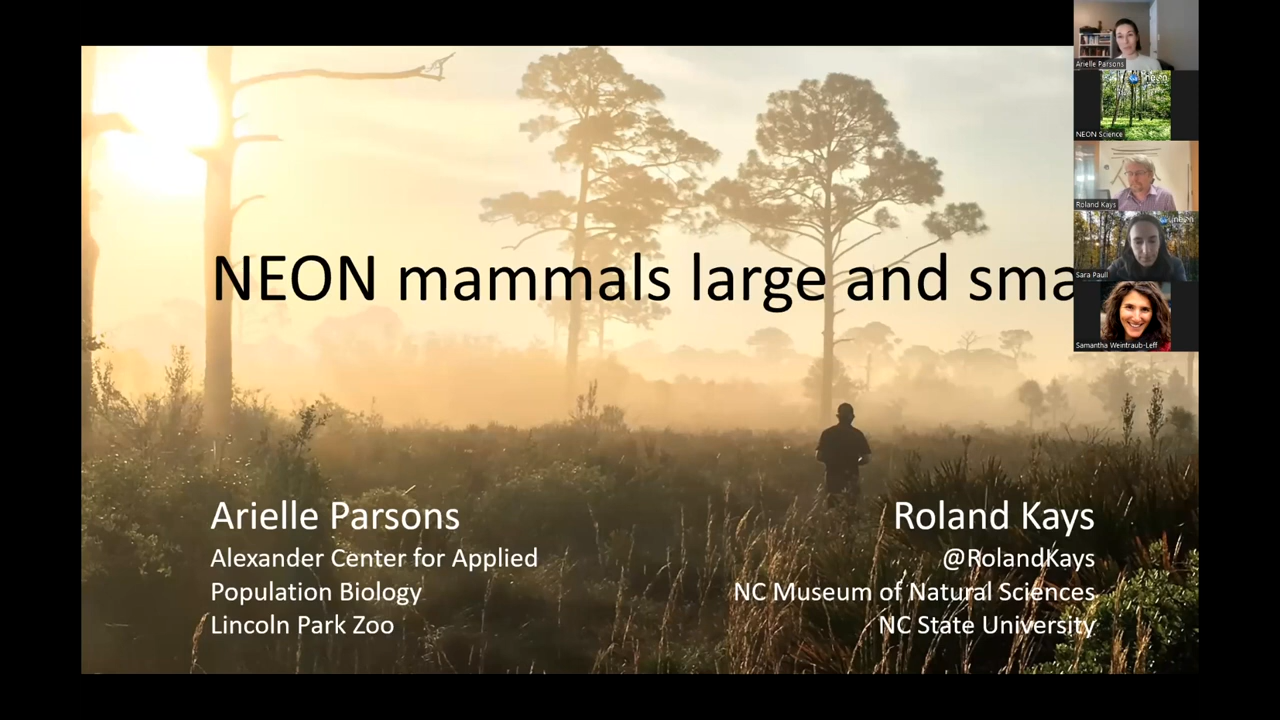 NEON mammals large and sma
Arielle Parsons
Alexander Center for Applied
Population Biology
Lincoln Park Zoo
Roland Kays
@RolandKays
NC Museum of Natural Sciences
NC State University
Arielle Parsons
neon
NEON Science
Roland Kays
neon
Sara Paull
Samantha Weintraub-Leff